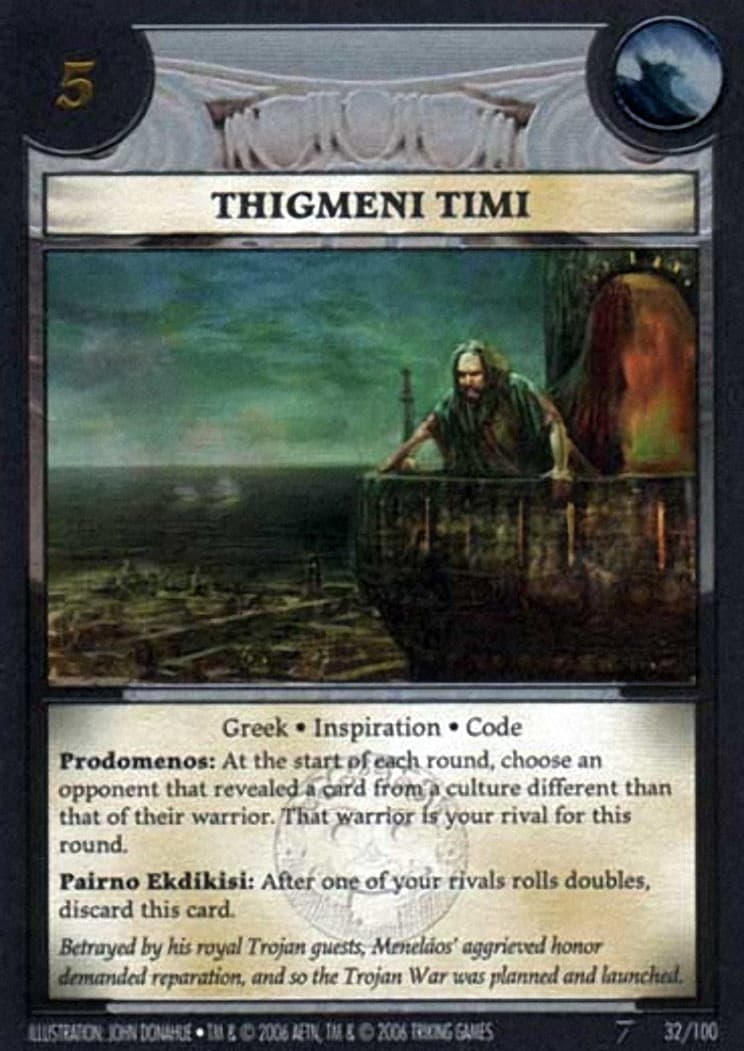 5
THIGMENI TIMI
Greek • Inspiration • Code
Prodomenos: At the start of each round, choose an
opponent that revealed a card from a culture different than
that of their warrior. That warrior is your rival for this
round.
Pairno Ekdikisi: After one of your rivals rolls doubles,
discard this card.
Betrayed by his royal Trojan guests, Menelaos' aggrieved honor
demanded reparation, and so the Trojan War was planned and launched.
ILLUSTRATION: JOHN DONAHUE • TM & © 2006 AETN, TM & © 2006 TRIKING GAMES 32/100